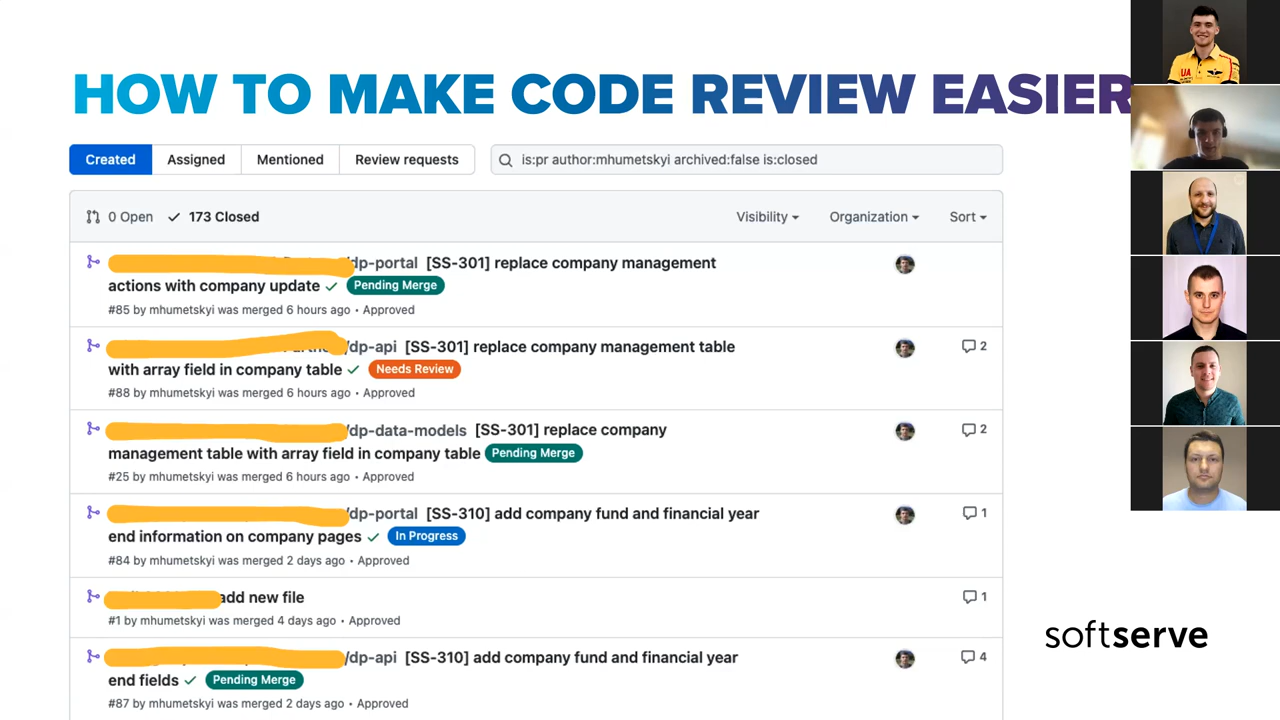 HOW TO MAKE CODE REVIEW EASIER
Created Assigned Mentioned Review requests is:pr author:mhumetskyi archived:false is:closed
0 Open 173 Closed Visibility Organization Sort
/dp-portal [SS-301] replace company management
actions with company update Pending Merge
#85 by mhumetskyi was merged 6 hours ago • Approved
/dp-api [SS-301] replace company management table 2
with array field in company table Needs Review
#88 by mhumetskyi was merged 6 hours ago • Approved
/dp-data-models [SS-301] replace company 2
management table with array field in company table Pending Merge
#25 by mhumetskyi was merged 6 hours ago • Approved
/dp-portal [SS-310] add company fund and financial year 1
end information on company pages In Progress
#84 by mhumetskyi was merged 2 days ago • Approved
add new file 1
#1 by mhumetskyi was merged 4 days ago • Approved
/dp-api [SS-310] add company fund and financial year 4
end fields Pending Merge
#87 by mhumetskyi was merged 2 days ago • Approved
softserve
UA